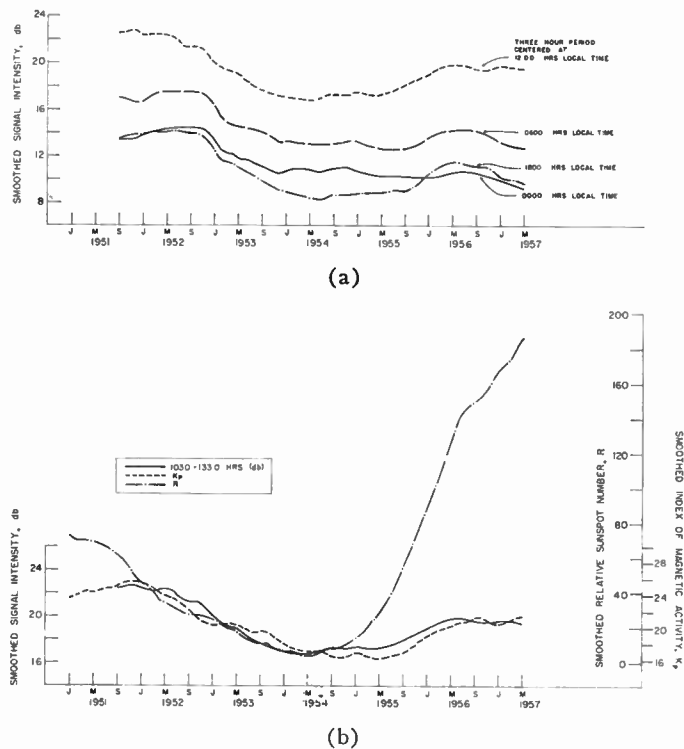 (a)
SMOOTHED SIGNAL INTENSITY, db
24
20
16
12
8
THREE HOUR PERIOD
CENTERED AT
1200 HRS LOCAL TIME
0600 HRS LOCAL TIME
1800 HRS LOCAL TIME
0000 HRS LOCAL TIME
J M S J M S J M S J M S J M S J M S J M
1951 1952 1953 1954 1955 1956 1957
(b)
1030-1330 HRS (db)
Kp
R
SMOOTHED SIGNAL INTENSITY, db
24
20
16
J M S J M S J M S J M S J M S J M S J M
1951 1952 1953 1954 1955 1956 1957
SMOOTHED RELATIVE SUNSPOT NUMBER, R
200
160
120
80
40
0
SMOOTHED INDEX OF MAGNETIC ACTIVITY, Kp
28
24
20
16